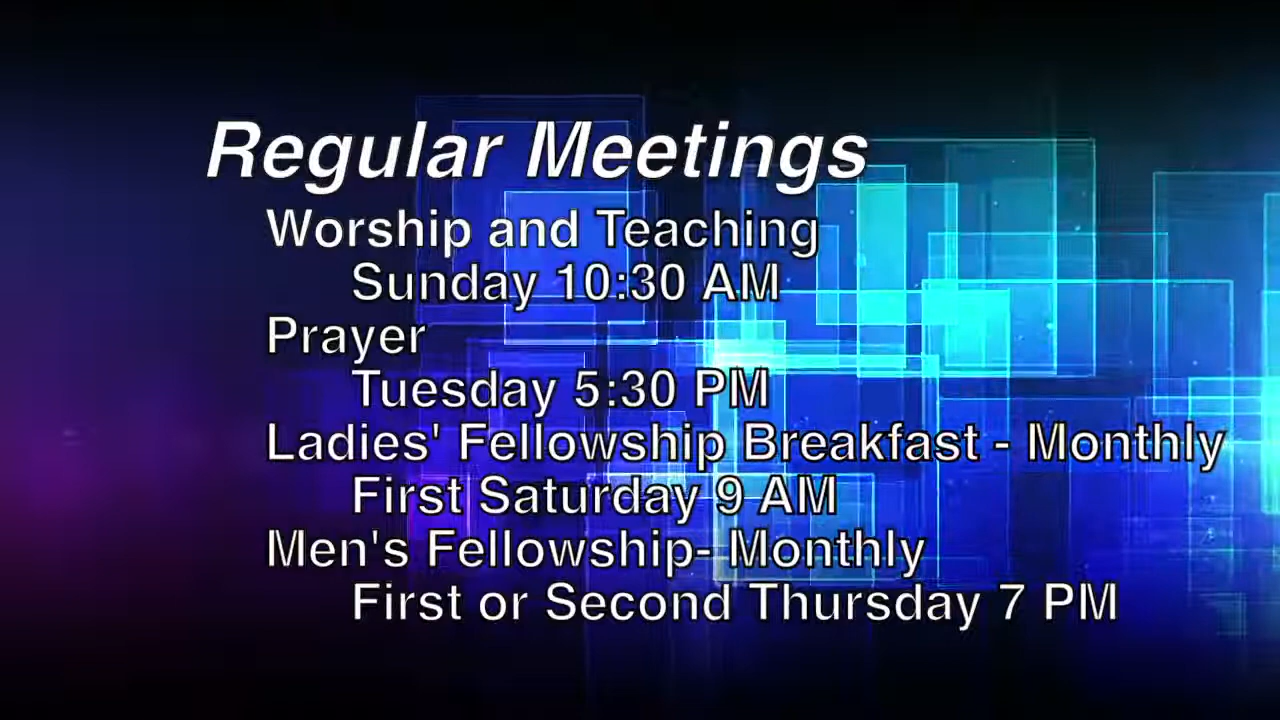 Regular Meetings
Worship and Teaching
Sunday 10:30 AM
Prayer
Tuesday 5:30 PM
Ladies' Fellowship Breakfast - Monthly
First Saturday 9 AM
Men's Fellowship- Monthly
First or Second Thursday 7 PM